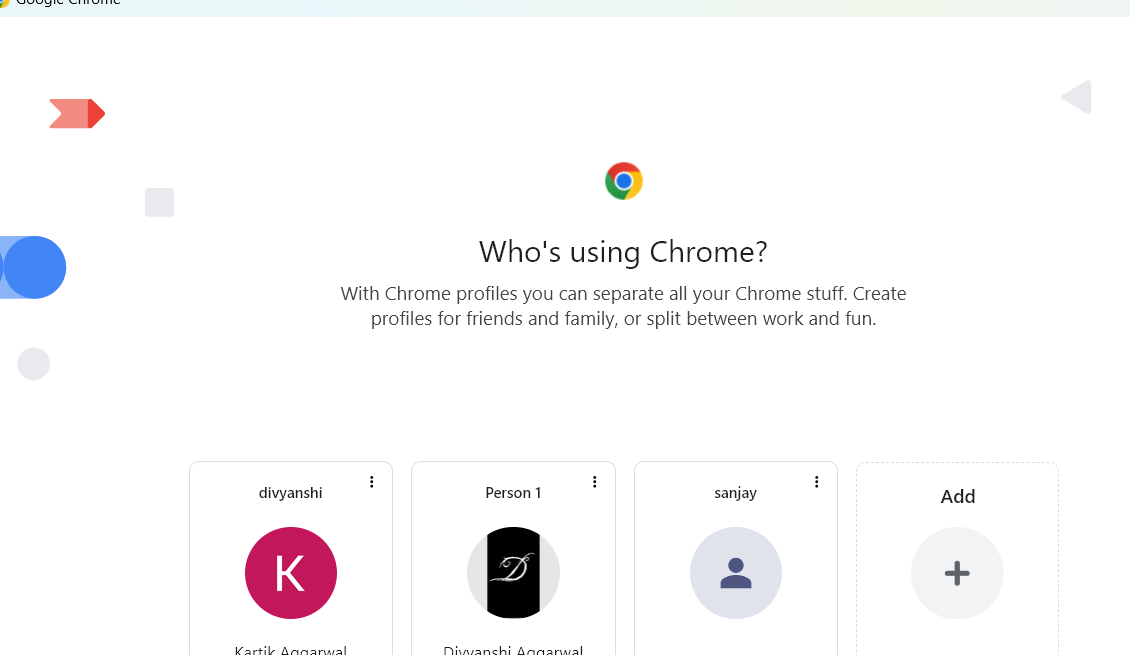 Google Chrome
Who's using Chrome?
With Chrome profiles you can separate all your Chrome stuff. Create
profiles for friends and family, or split between work and fun.
divyanshi
Person 1
sanjay
Add
K
D
Kartik Aggarwal
Divyanshi Aggarwal